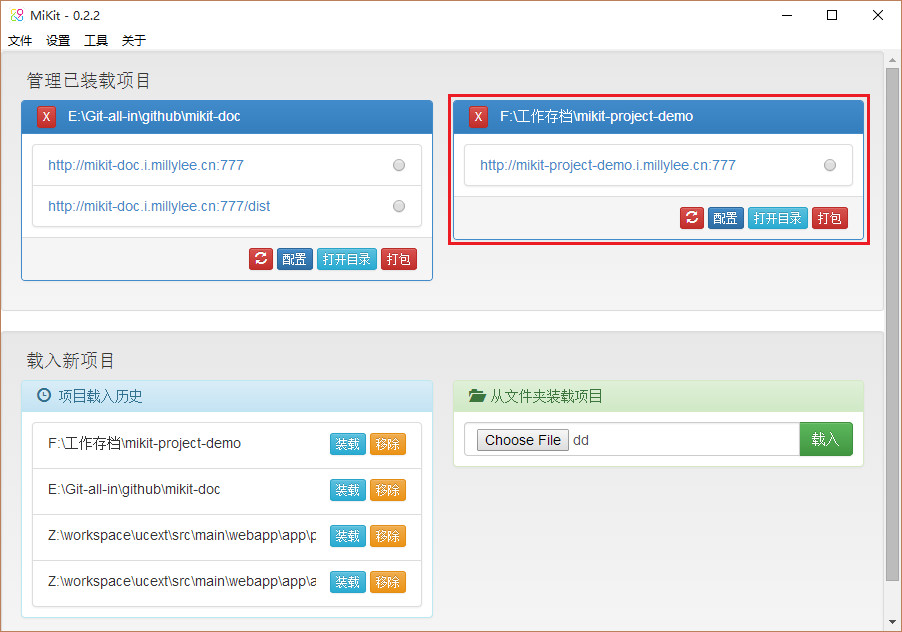 MiKit - 0.2.2
文件 设置 工具 关于
管理已装载项目
X E:\Git-all-in\github\mikit-doc
http://mikit-doc.i.millylee.cn:777
http://mikit-doc.i.millylee.cn:777/dist
配置 打开目录 打包
X F:\工作存档\mikit-project-demo
http://mikit-project-demo.i.millylee.cn:777
配置 打开目录 打包
载入新项目
项目载入历史
F:\工作存档\mikit-project-demo 装载 移除
E:\Git-all-in\github\mikit-doc 装载 移除
Z:\workspace\ucext\src\main\webapp\app\p 装载 移除
Z:\workspace\ucext\src\main\webapp\app\a 装载 移除
从文件夹装载项目
Choose File dd 载入